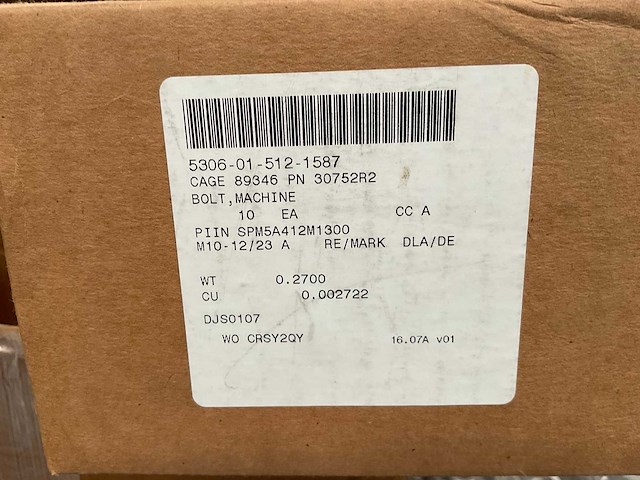 5306-01-512-1587
CAGE 89346 PN 30752R2
BOLT,MACHINE
10 EA CC A
PIIN SPM5A412M1300
M10-12/23 A RE/MARK DLA/DE
WT 0.2700
CU 0.002722
DJS0107
WO CRSY2QY 16.07A v01